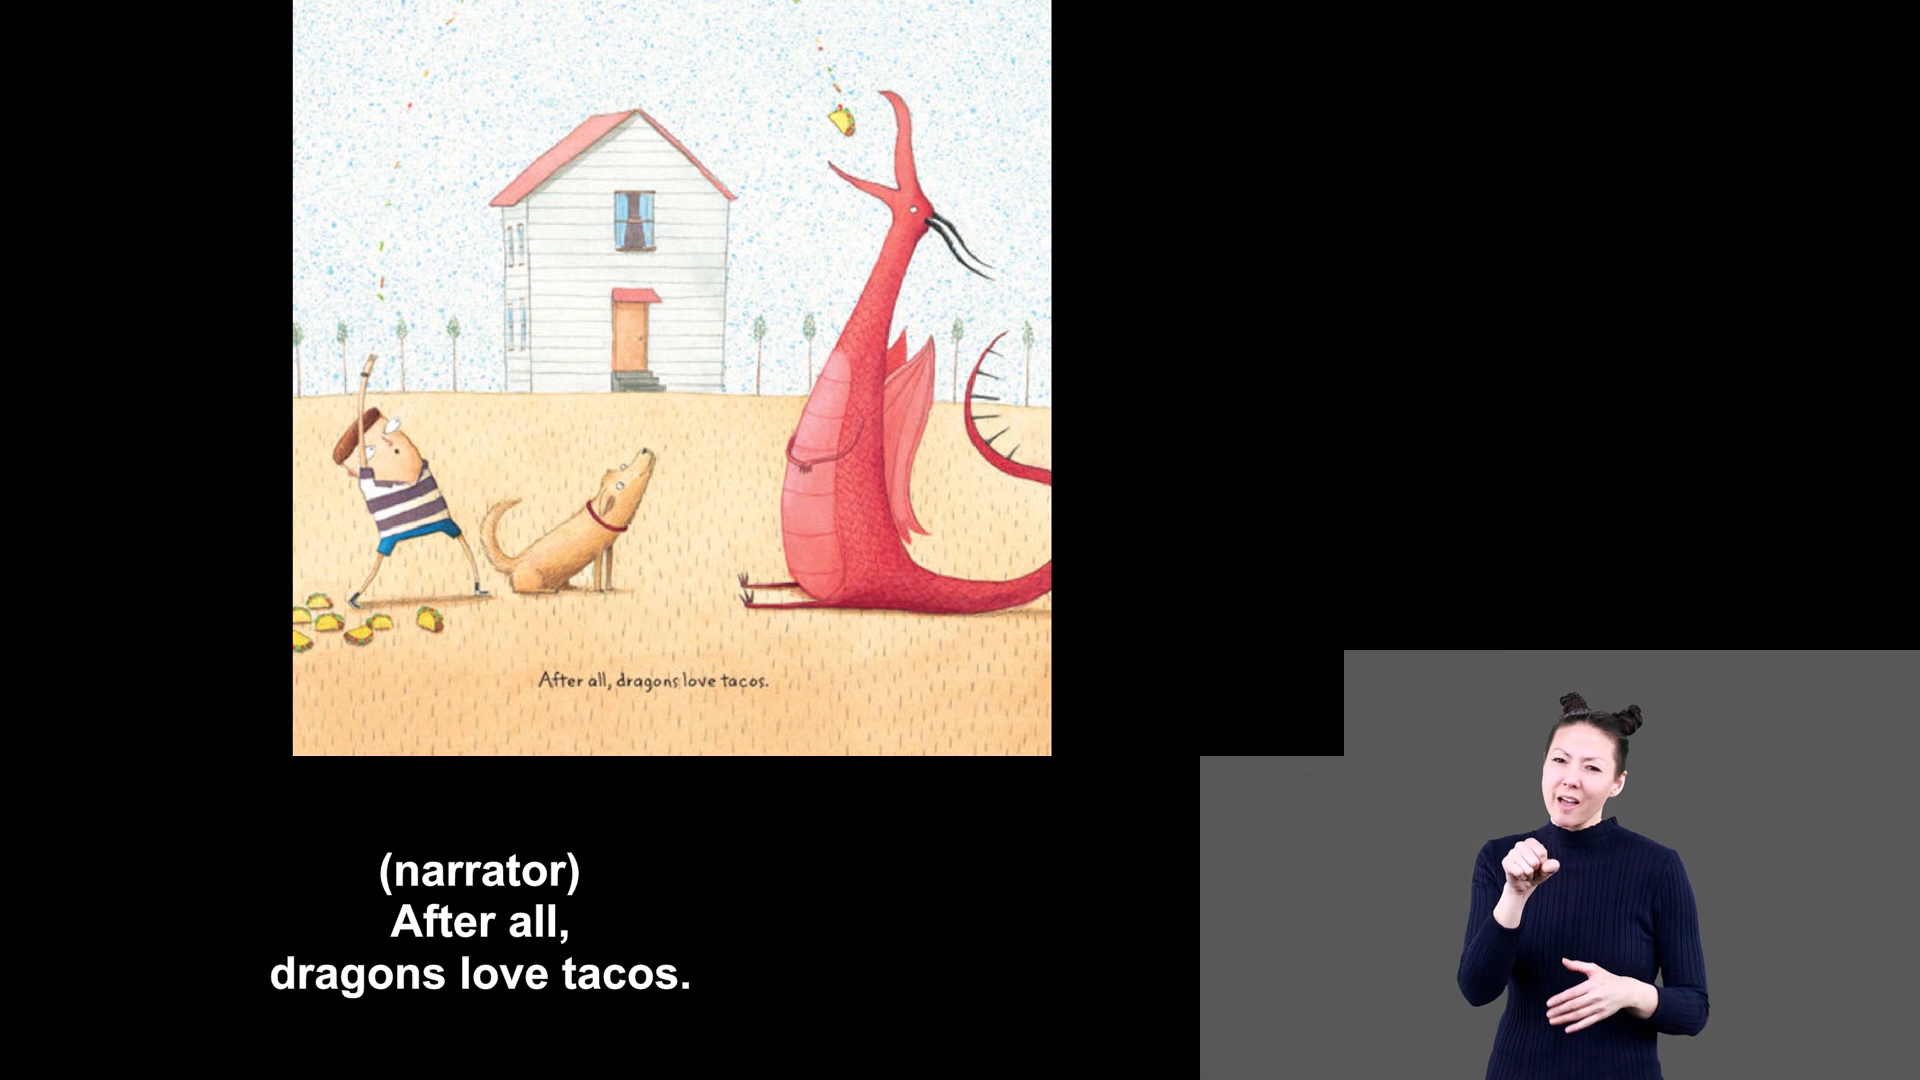 After all, dragons love tacos.
(narrator)
After all,
dragons love tacos.